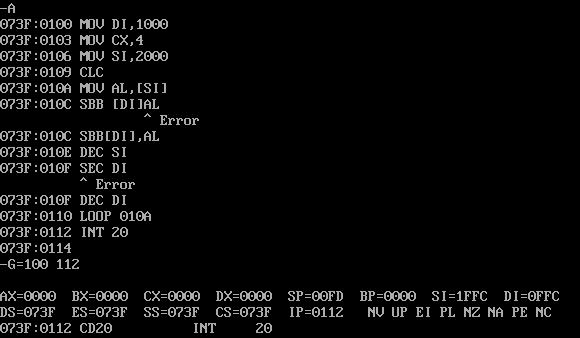 -A
073F:0100 MOV DI,1000
073F:0103 MOV CX,4
073F:0106 MOV SI,2000
073F:0109 CLC
073F:010A MOV AL,[SI]
073F:010C SBB [DI]AL
^ Error
073F:010C SBB[DI],AL
073F:010E DEC SI
073F:010F SEC DI
^ Error
073F:010F DEC DI
073F:0110 LOOP 010A
073F:0112 INT 20
073F:0114
-G=100 112
AX=0000 BX=0000 CX=0000 DX=0000 SP=00FD BP=0000 SI=1FFC DI=0FFC
DS=073F ES=073F SS=073F CS=073F IP=0112 NV UP EI PL NZ NA PE NC
073F:0112 CD20 INT 20